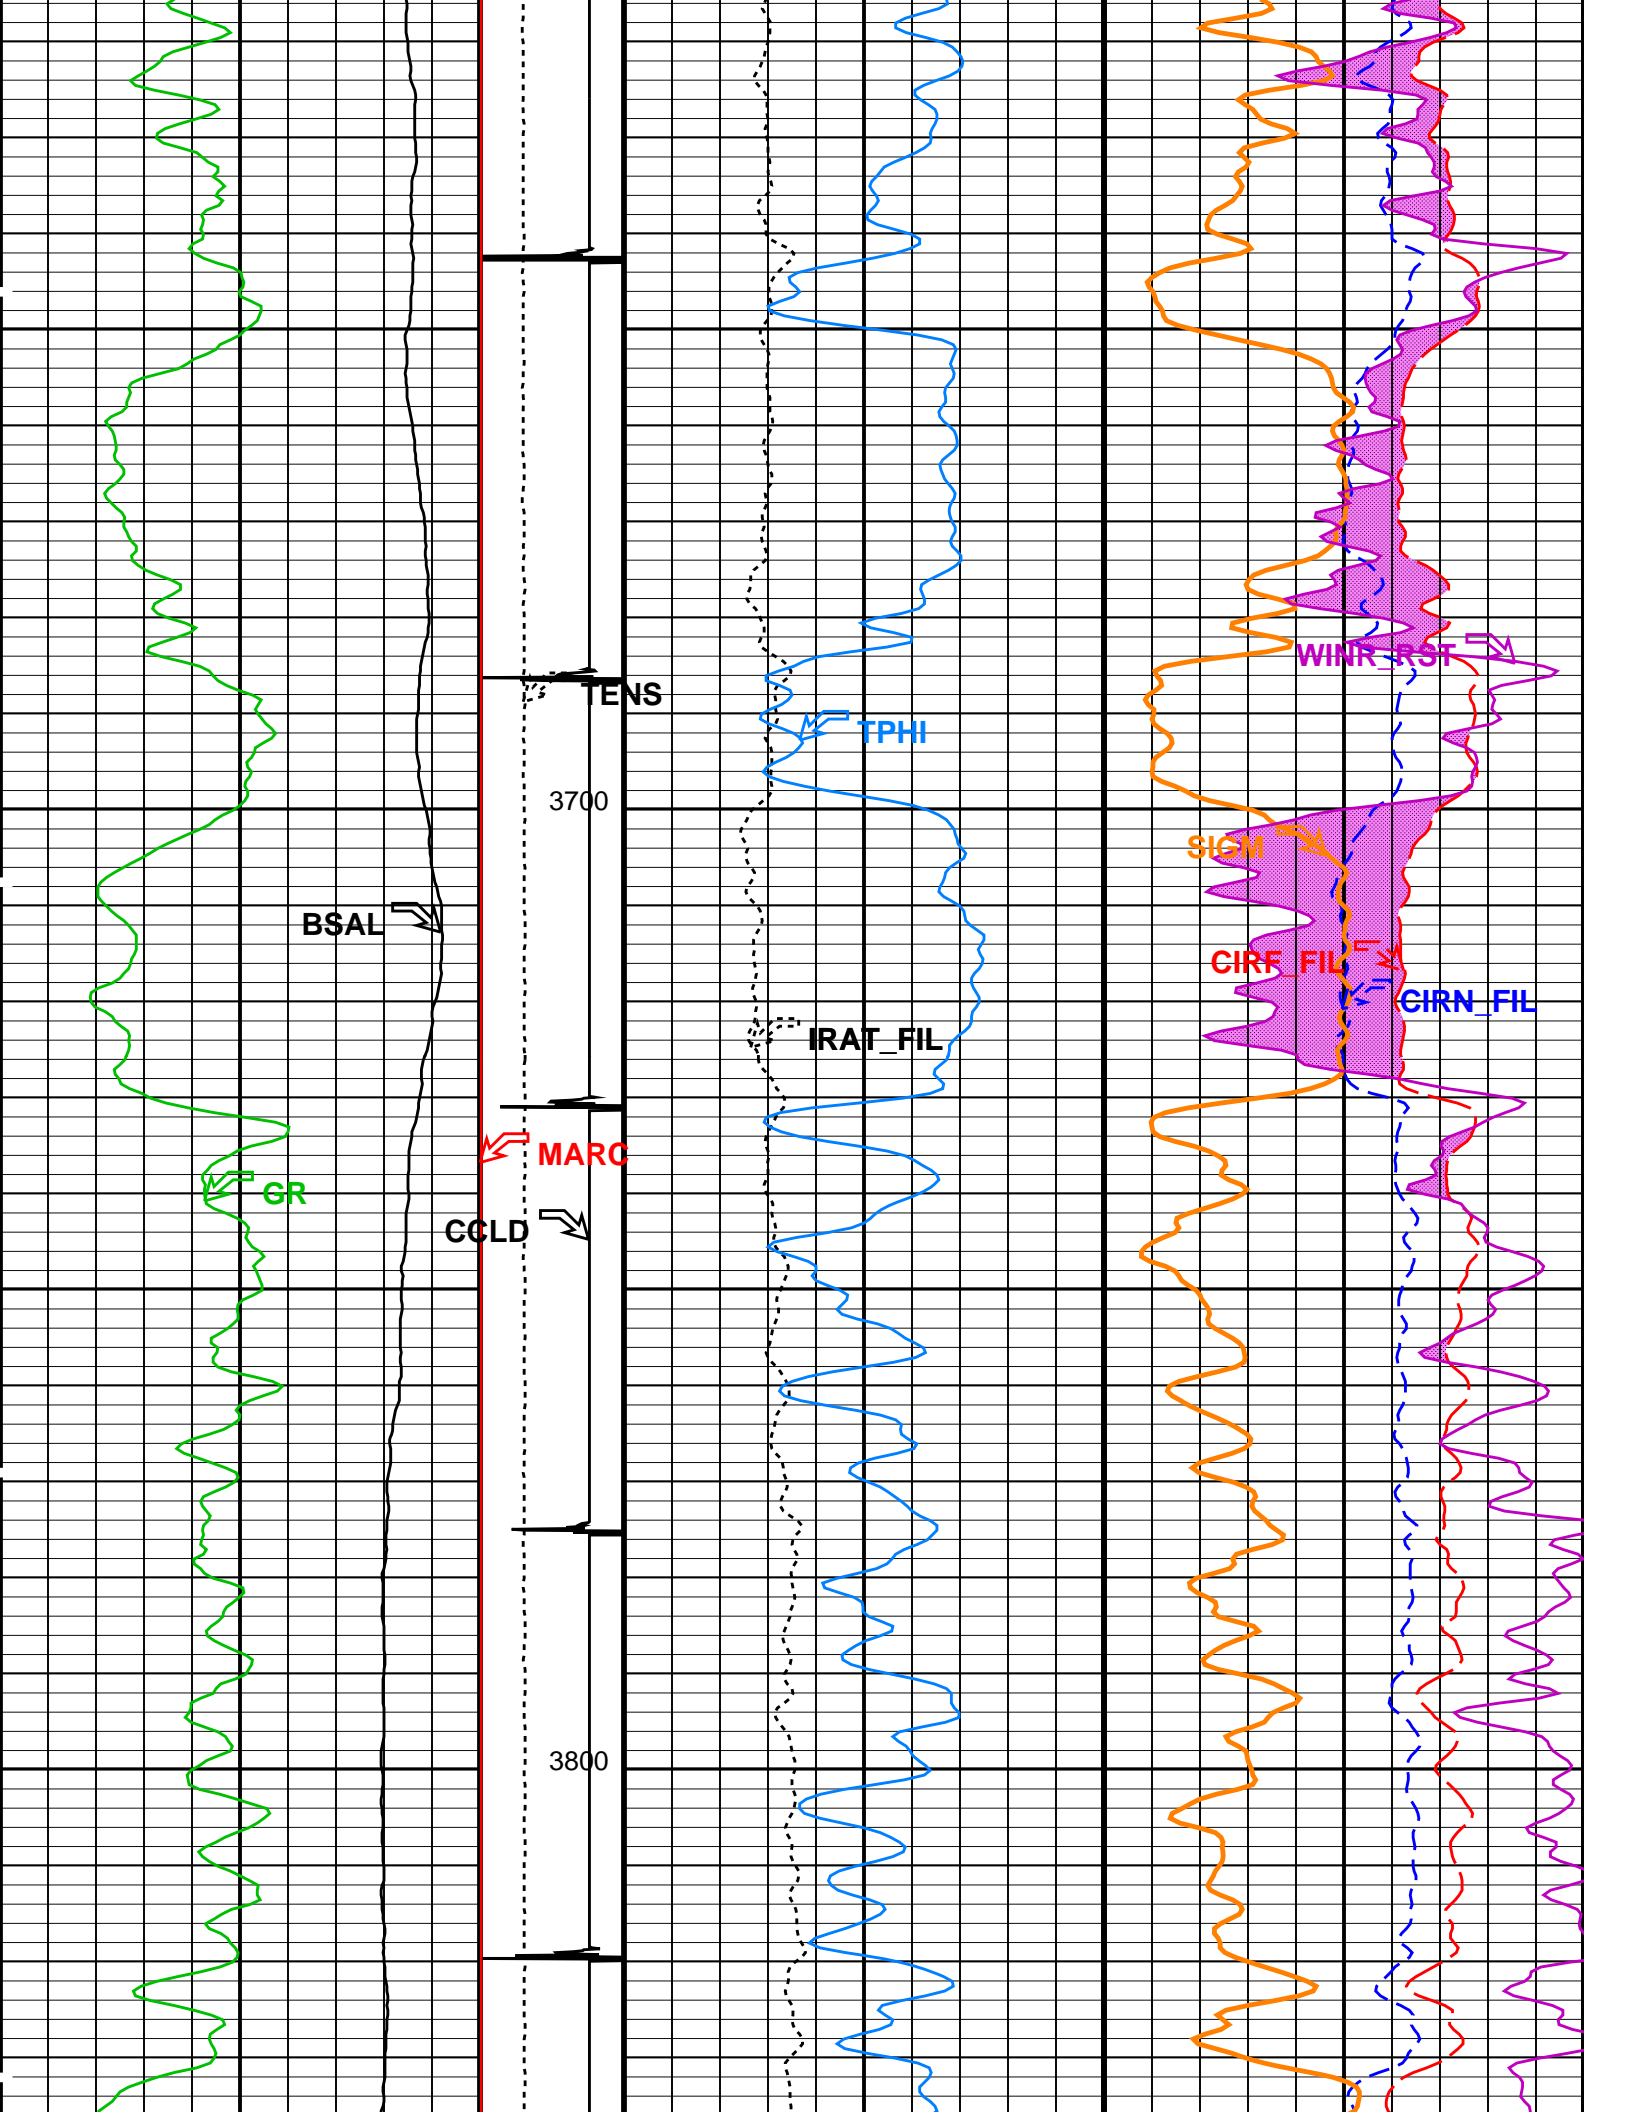 WINR_RST
TENS
TPHI
3700
SIGM
BSAL
CIRF_FIL
CIRN_FIL
IRAT_FIL
MARC
GR
CCLD
3800